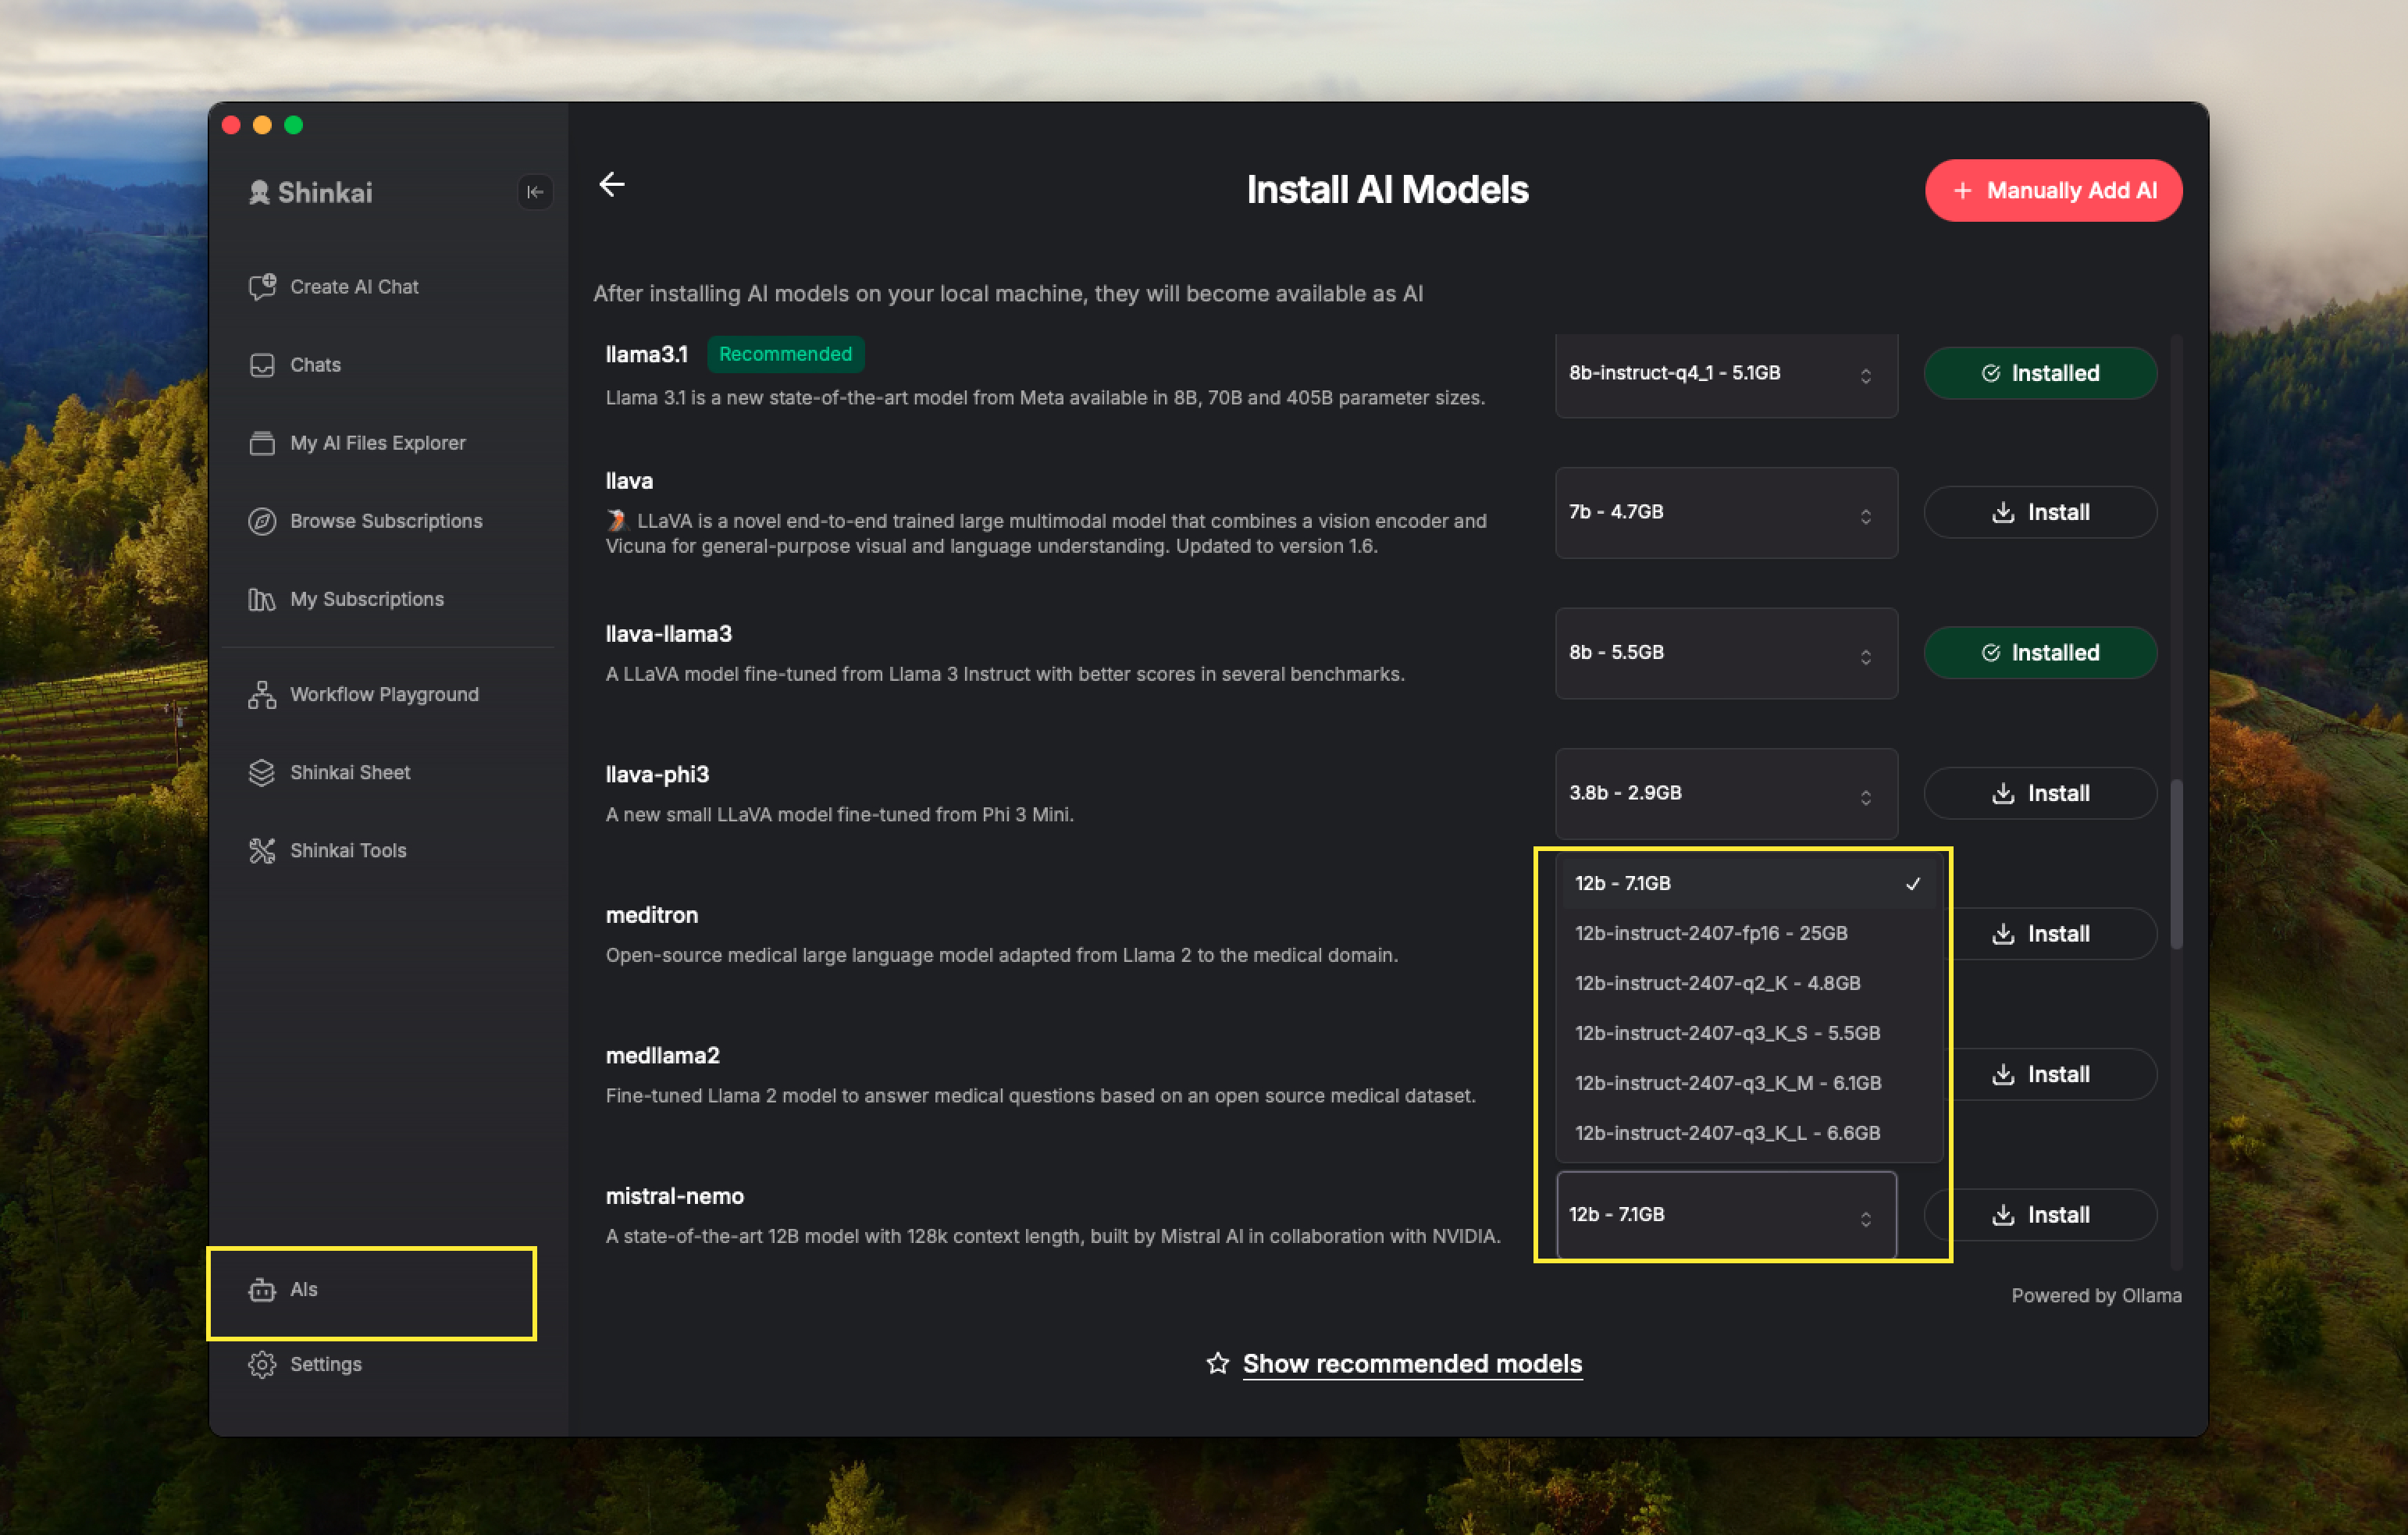 Shinkai
Create AI Chat
Chats
My AI Files Explorer
Browse Subscriptions
My Subscriptions
Workflow Playground
Shinkai Sheet
Shinkai Tools
AIs
Settings
Install AI Models
+ Manually Add AI
After installing AI models on your local machine, they will become available as AI
llama3.1 Recommended
Llama 3.1 is a new state-of-the-art model from Meta available in 8B, 70B and 405B parameter sizes.
8b-instruct-q4_1 - 5.1GB
Installed
llava
LLaVA is a novel end-to-end trained large multimodal model that combines a vision encoder and
Vicuna for general-purpose visual and language understanding. Updated to version 1.6.
7b - 4.7GB
Install
llava-llama3
A LLaVA model fine-tuned from Llama 3 Instruct with better scores in several benchmarks.
8b - 5.5GB
Installed
llava-phi3
A new small LLaVA model fine-tuned from Phi 3 Mini.
3.8b - 2.9GB
Install
meditron
Open-source medical large language model adapted from Llama 2 to the medical domain.
Install
medllama2
Fine-tuned Llama 2 model to answer medical questions based on an open source medical dataset.
Install
12b - 7.1GB
12b-instruct-2407-fp16 - 25GB
12b-instruct-2407-q2_K - 4.8GB
12b-instruct-2407-q3_K_S - 5.5GB
12b-instruct-2407-q3_K_M - 6.1GB
12b-instruct-2407-q3_K_L - 6.6GB
mistral-nemo
A state-of-the-art 12B model with 128k context length, built by Mistral AI in collaboration with NVIDIA.
12b - 7.1GB
Install
Powered by Ollama
Show recommended models